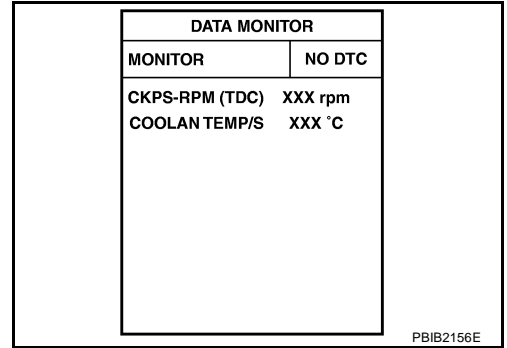 DATA MONITOR
MONITOR NO DTC
CKPS-RPM (TDC) XXX rpm
COOLAN TEMP/S XXX °C
PBIB2156E